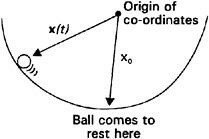 Origin of
co-ordinates
x(t)
x₀
Ball comes to
rest here